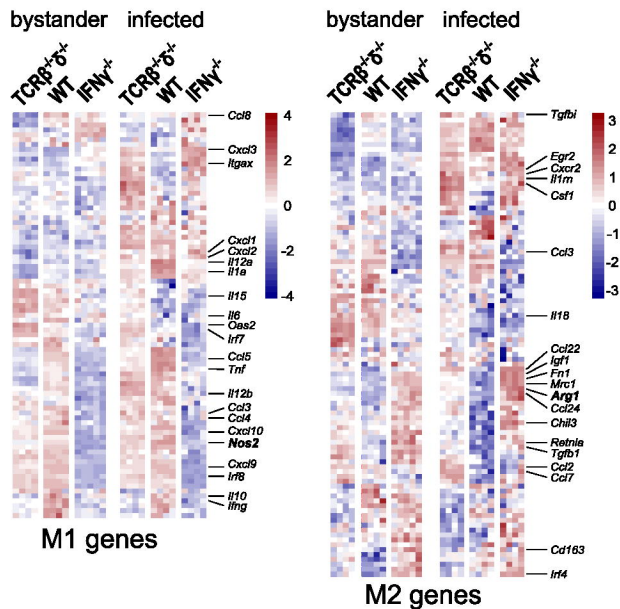 bystander infected
TCRβ⁻/⁻δ⁻/⁻ WT IFNγ⁻/⁻ TCRβ⁻/⁻δ⁻/⁻ WT IFNγ⁻/⁻
Ccl8
Cxcl3
Itgax
Cxcl1
Cxcl2
Il12a
Il1a
Il15
Il6
Oas2
Irf7
Ccl5
Tnf
Il12b
Ccl3
Ccl4
Cxcl10
Nos2
Cxcl9
Irf8
Il10
Ifng
4
2
0
-2
-4
M1 genes
bystander infected
TCRβ⁻/⁻δ⁻/⁻ WT IFNγ⁻/⁻ TCRβ⁻/⁻δ⁻/⁻ WT IFNγ⁻/⁻
Tgfbi
Egr2
Cxcr2
Il1rn
Csf1
Ccl3
Il18
Ccl22
Igf1
Fn1
Mrc1
Arg1
Ccl24
Chil3
Retnla
Tgfb1
Ccl2
Ccl7
Cd163
Irf4
3
2
1
0
-1
-2
-3
M2 genes